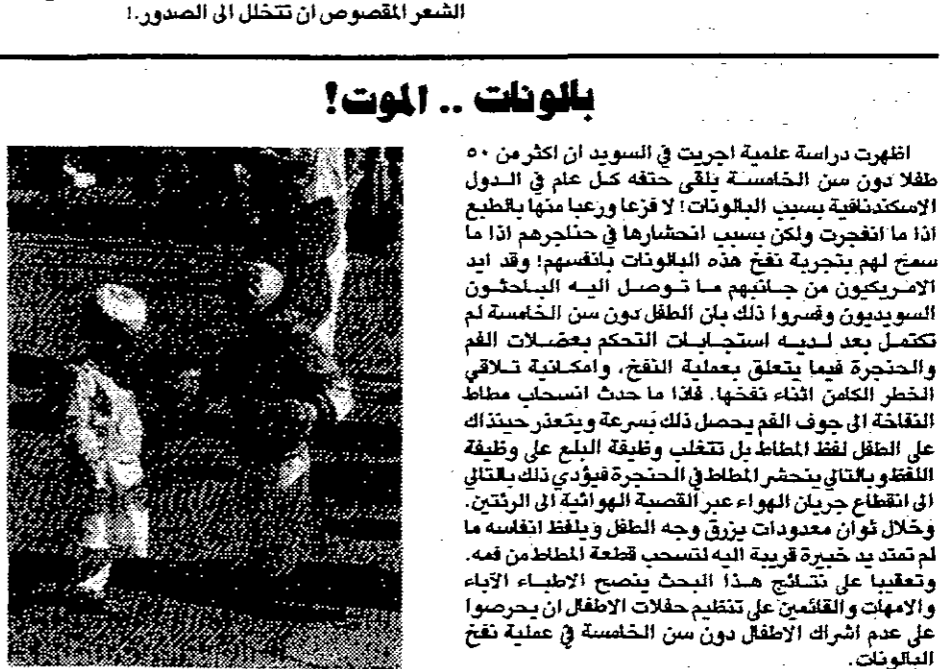 الشعر المقصوص ان تتخلل الى الصدور.!
بالونات .. الموت!
اظهرت دراسة علمية اجريت في السويد ان اكثر من ٥٠
طفلا دون سن الخامسة يلقى حتفه كل عام في الدول
الاسكندنافية بسبب البالونات! لا فزعا ورعبا منها بالطبع
اذا ما انفجرت ولكن بسبب انحشارها في حناجرهم اذا ما
سمح لهم بتجربة نفخ هذه البالونات بانفسهم! وقد ايد
الامريكيون من جانبهم ما توصل اليه الباحثون
السويديون وفسروا ذلك بان الطفل دون سن الخامسة لم
تكتمل بعد لديه استجابات التحكم بعضلات الفم
والحنجرة فيما يتعلق بعملية النفخ، وامكانية تلاقي
الخطر الكامن اثناء نفخها. فاذا ما حدث انسحاب مطاط
النفاخة الى جوف الفم يحصل ذلك بسرعة ويتعذر حينذاك
على الطفل لفظ المطاط بل تتغلب وظيفة البلع على وظيفة
اللفظ وبالتالي ينحشر المطاط في الحنجرة فيؤدي ذلك بالتالي
الى انقطاع جريان الهواء عبر القصبة الهوائية الى الرئتين.
وخلال ثوان معدودات يزرق وجه الطفل ويلفظ انفاسه ما
لم تمتد يد خبيرة قريبة اليه لتسحب قطعة المطاط من فمه.
وتعقيبا على نتائج هذا البحث ينصح الاطباء الآباء
والامهات والقائمين على تنظيم حفلات الاطفال ان يحرصوا
على عدم اشراك الاطفال دون سن الخامسة في عملية نفخ
البالونات.